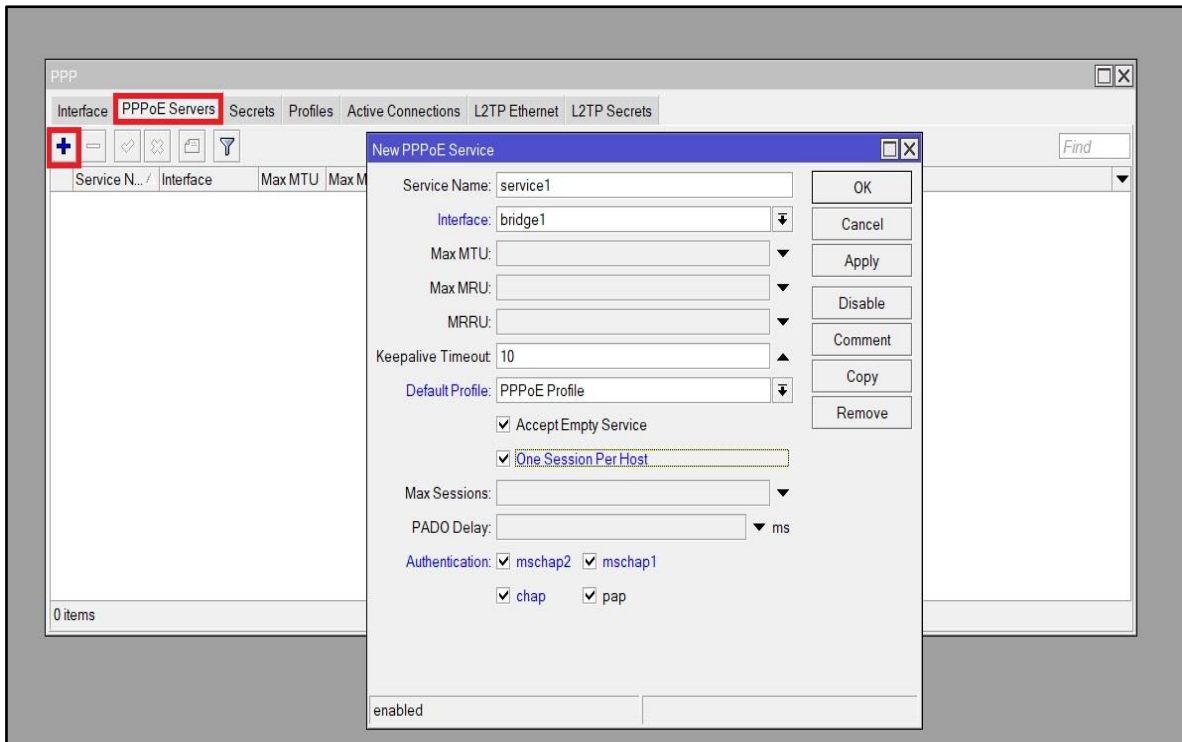 PPP
Interface PPPoE Servers Secrets Profiles Active Connections L2TP Ethernet L2TP Secrets
Find
Service N... Interface Max MTU Max M
New PPPoE Service
Service Name: service1
OK
Interface: bridge1
Cancel
Max MTU:
Apply
Max MRU:
Disable
MRRU:
Comment
Keepalive Timeout: 10
Copy
Default Profile: PPPoE Profile
Remove
Accept Empty Service
One Session Per Host
Max Sessions:
PADO Delay: ms
Authentication: mschap2 mschap1
chap pap
0 items
enabled